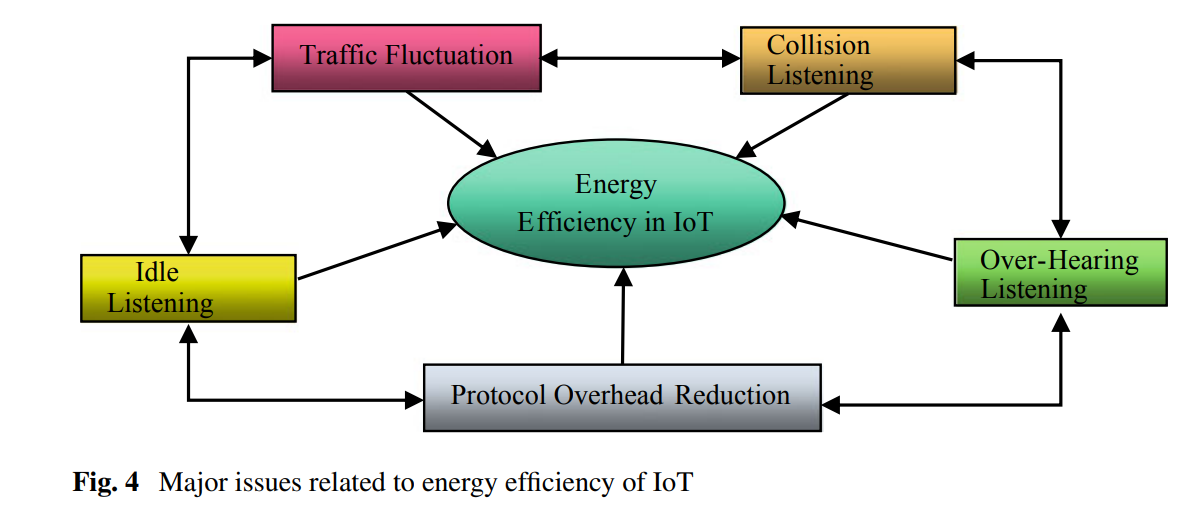 Traffic Fluctuation
Collision
Listening
Energy
Efficiency in IoT
Idle
Listening
Over-Hearing
Listening
Protocol Overhead Reduction
Fig. 4 Major issues related to energy efficiency of IoT